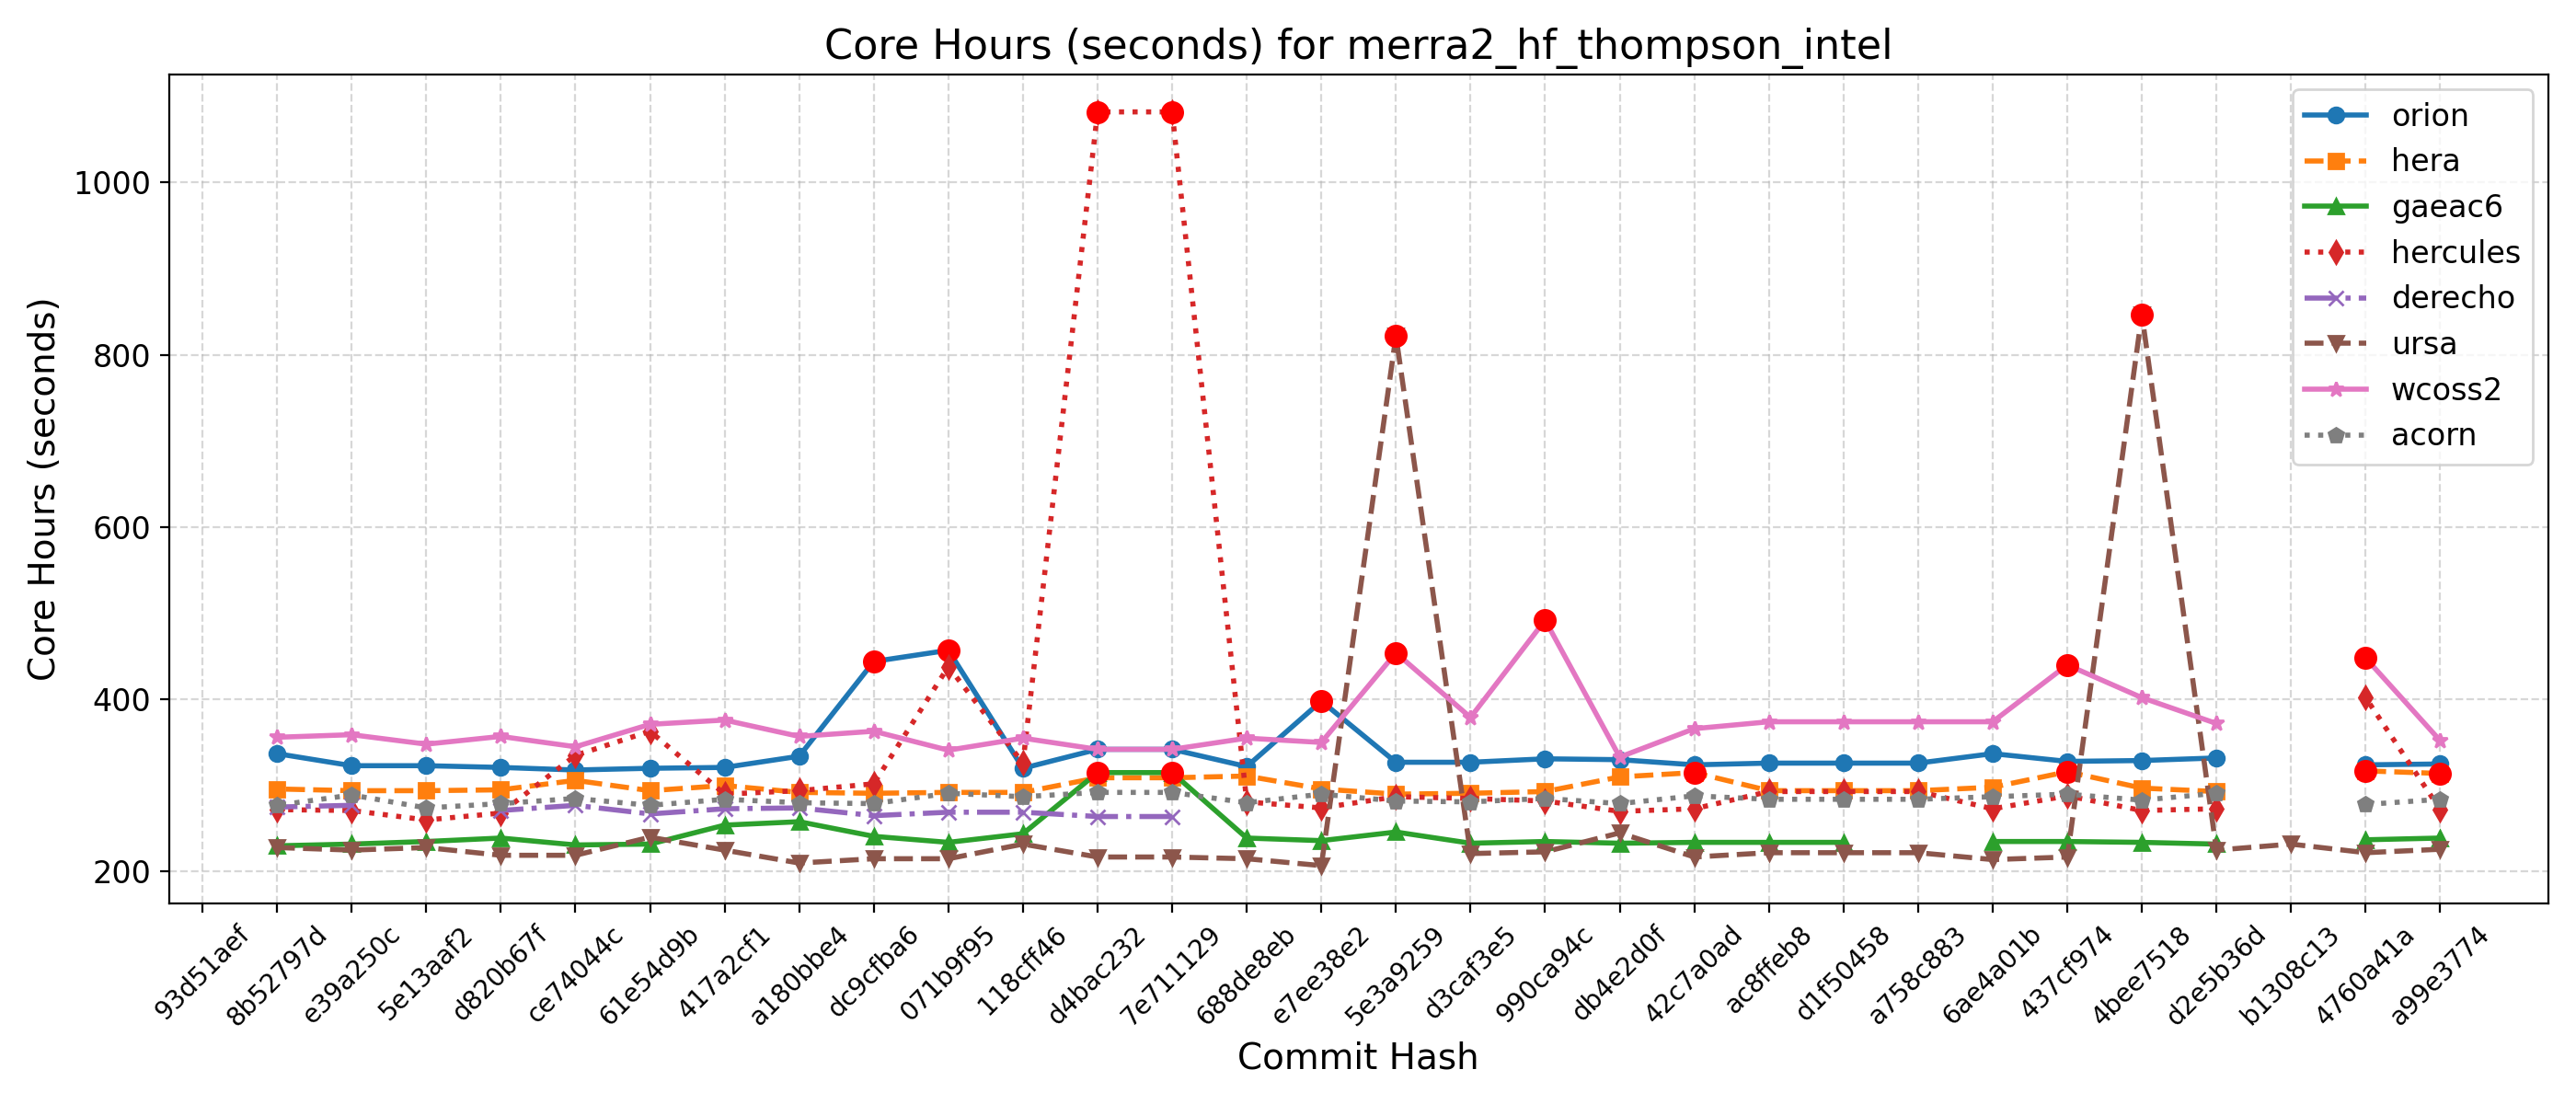 Core Hours (seconds) for merra2_hf_thompson_intel
Core Hours (seconds)
1000
800
600
400
200
orion
hera
gaeac6
hercules
derecho
ursa
wcoss2
acorn
93d51aef
8b52797d
e39a250c
5e13aaf2
d820b67f
ce74044c
61e54d9b
417a2cf1
a180bbe4
dc9cfba6
071b9f95
118cff46
d4bac232
7e711129
688de8eb
e7ee38e2
5e3a9259
d3caf3e5
990ca94c
db4e2d0f
42c7a0ad
ac8ffeb8
d1f50458
a758c883
6ae4a01b
437cf974
4bee7518
d2e5b36d
b1308c13
4760a41a
a99e3774
Commit Hash